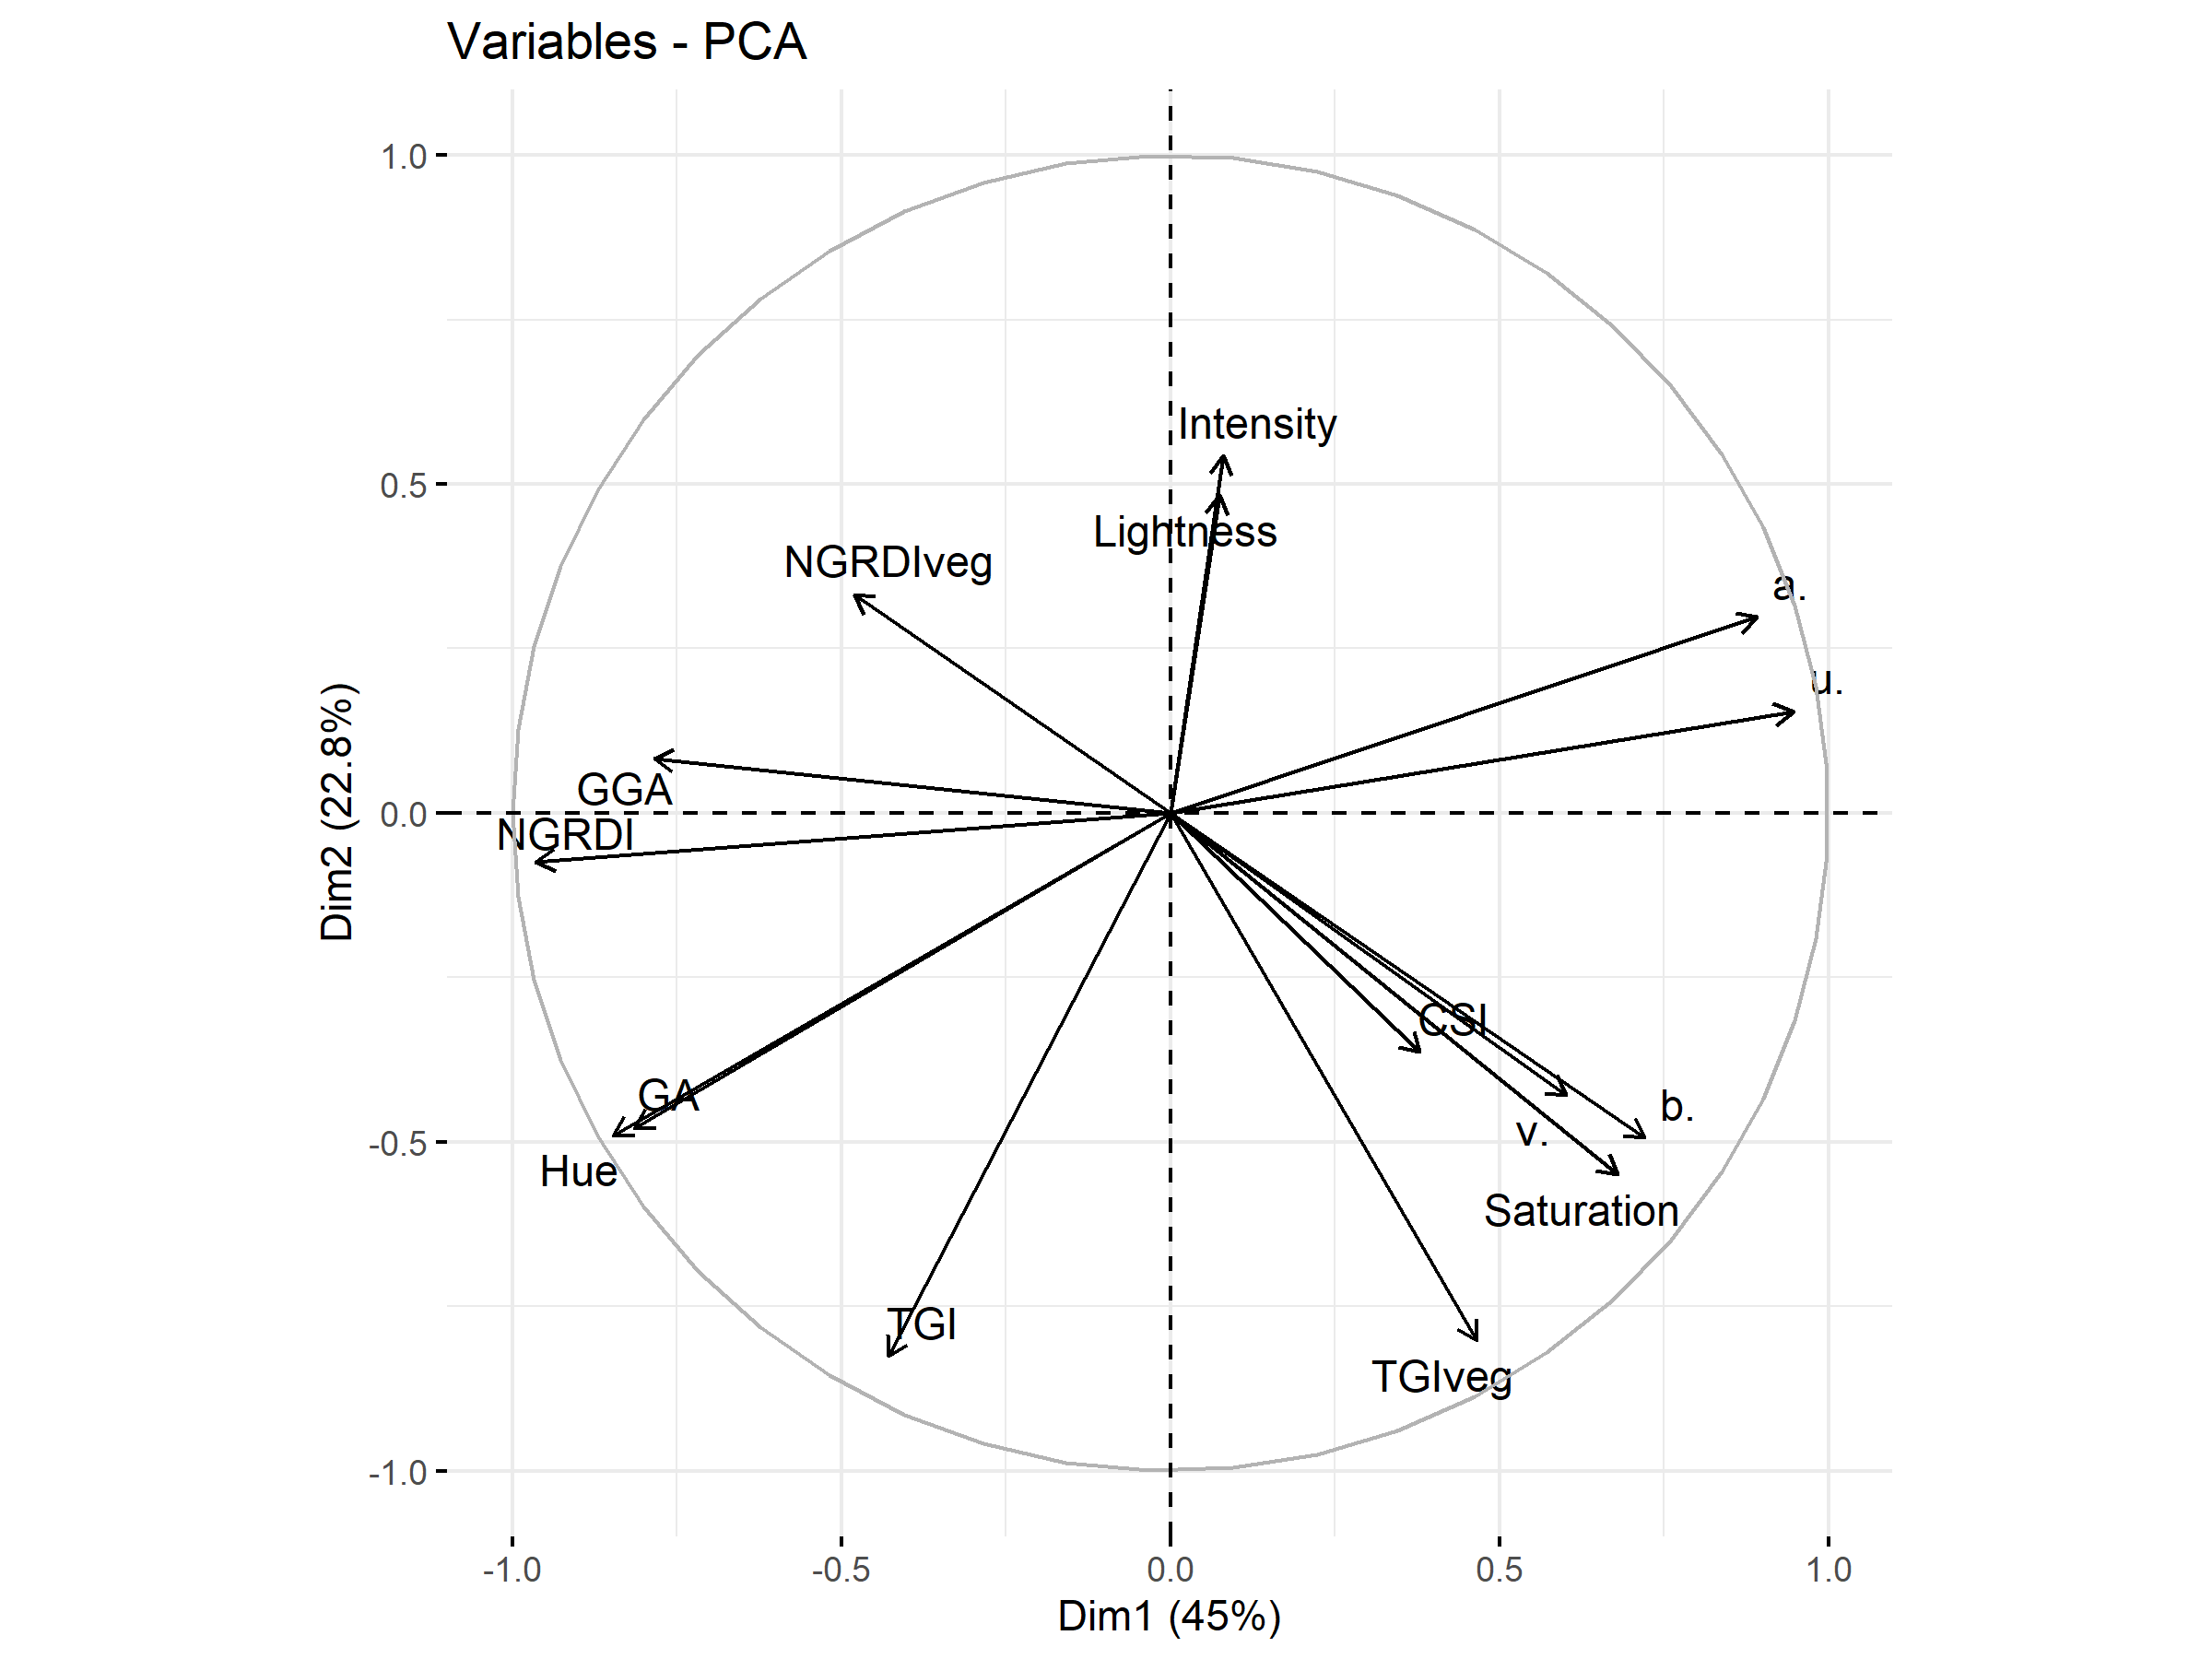 Variables - PCA
1.0
0.5
0.0
-0.5
-1.0
Dim2 (22.8%)
Intensity
Lightness
NGRDIveg
a.
u.
GGA
NGRDI
CSI
GA
b.
v.
Hue
Saturation
TGI
TGIveg
-1.0
-0.5
0.0
0.5
1.0
Dim1 (45%)